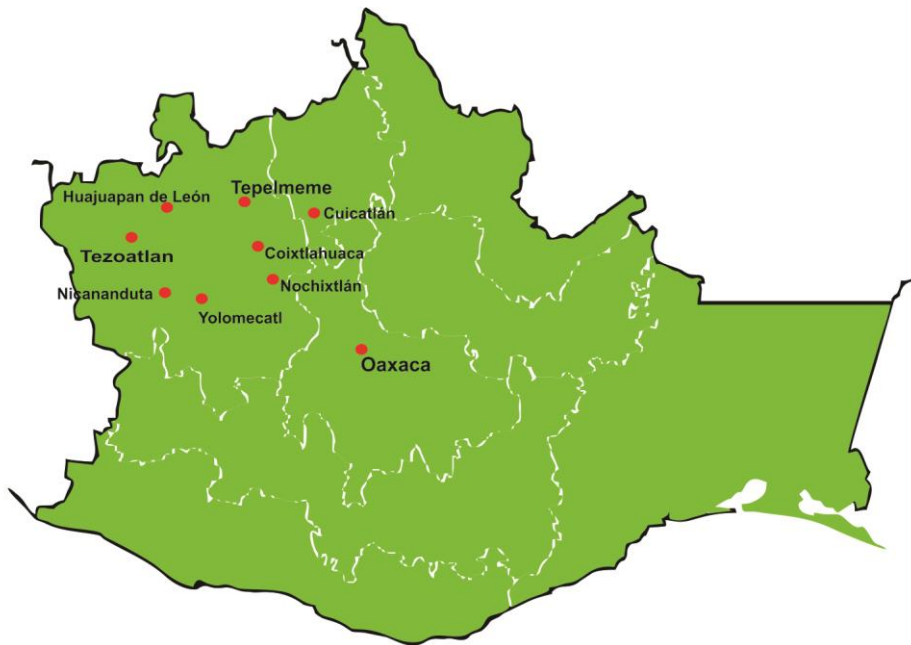 Tepelmeme
Huajuapan de León
Cuicatlán
Tezoatlan
Coixtlahuaca
Nochixtlán
Nicananduta
Yolomecatl
Oaxaca